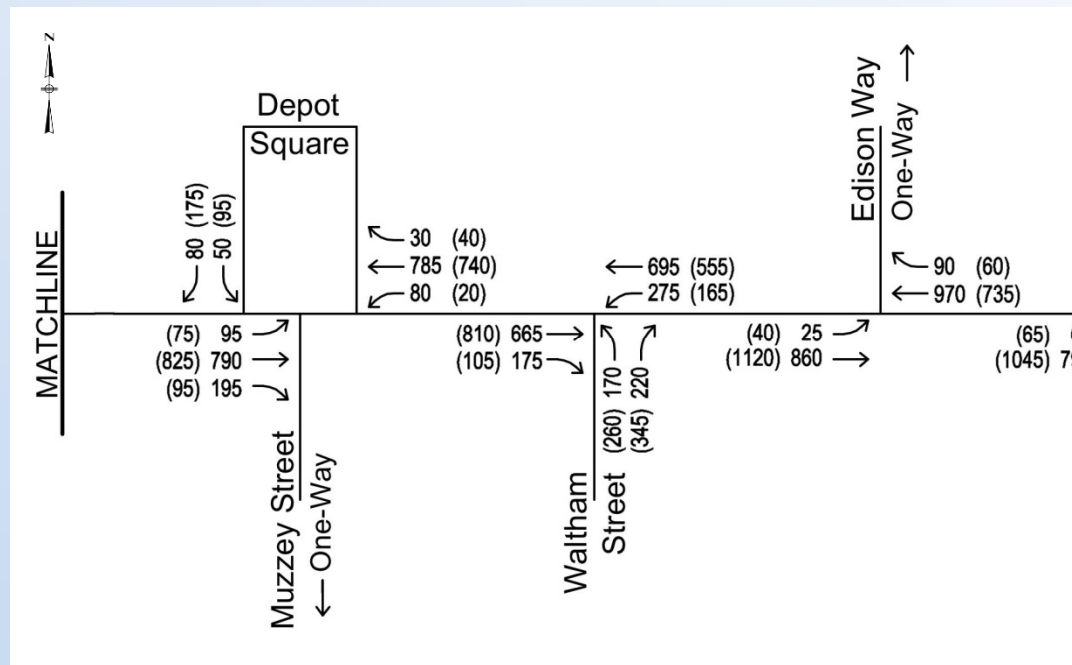 Z
MATCHLINE
Depot
Square
80 (175)
50 (95)
30 (40)
785 (740)
80 (20)
(75) 95
(825) 790
(95) 195
Muzzey Street
One-Way
(810) 665
(105) 175
695 (555)
275 (165)
(260) 170
(345) 220
Waltham
Street
Edison Way
One-Way
90 (60)
970 (735)
(40) 25
(1120) 860
(65)
(1045)